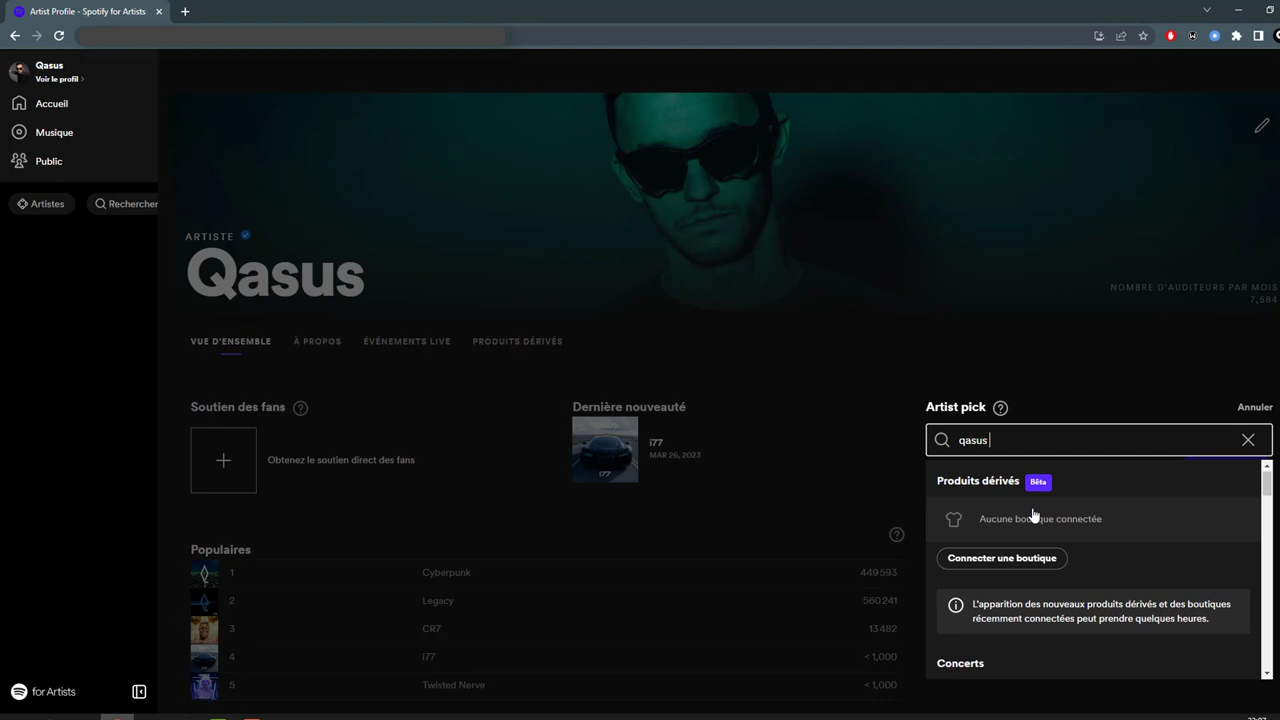 Artist Profile - Spotify for Artists
Qasus
Voir le profil
Accueil
Musique
Public
Artistes
Rechercher
ARTISTE
Qasus
NOMBRE D'AUDITEURS PAR MOIS
7,584
VUE D'ENSEMBLE
À PROPOS
ÉVÉNEMENTS LIVE
PRODUITS DÉRIVÉS
Soutien des fans
Obtenez le soutien direct des fans
Dernière nouveauté
i77
i77
MAR 26, 2023
Artist pick
Annuler
qasus
Produits dérivés Bêta
Aucune boutique connectée
Connecter une boutique
L'apparition des nouveaux produits dérivés et des boutiques
récemment connectées peut prendre quelques heures.
Concerts
Populaires
1 Cyberpunk 449 593
2 Legacy 560 241
3 CR7 13 482
4 i77 < 1,000
5 Twisted Nerve < 1,000
for Artists